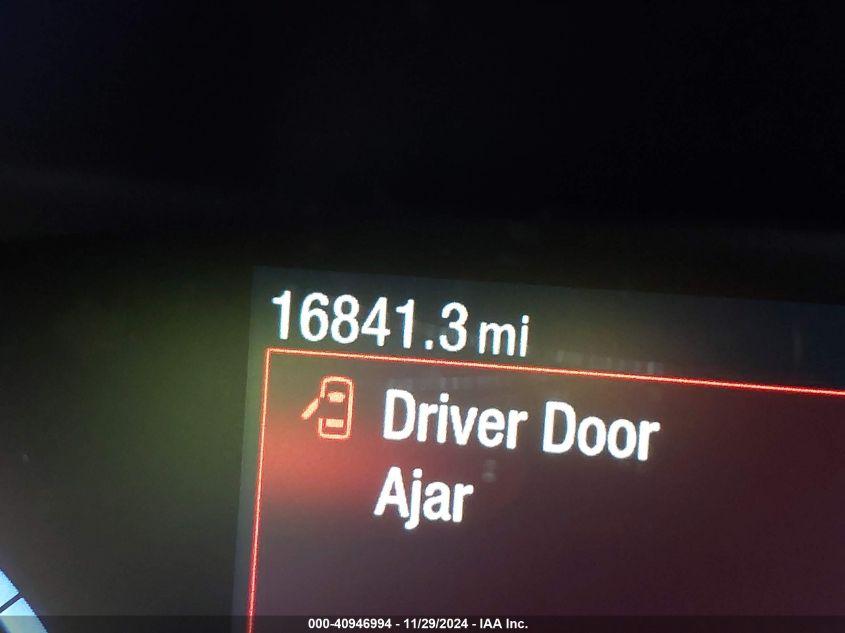 16841.3 mi
Driver Door
Ajar
000-40946994 - 11/29/2024 - IAA Inc.